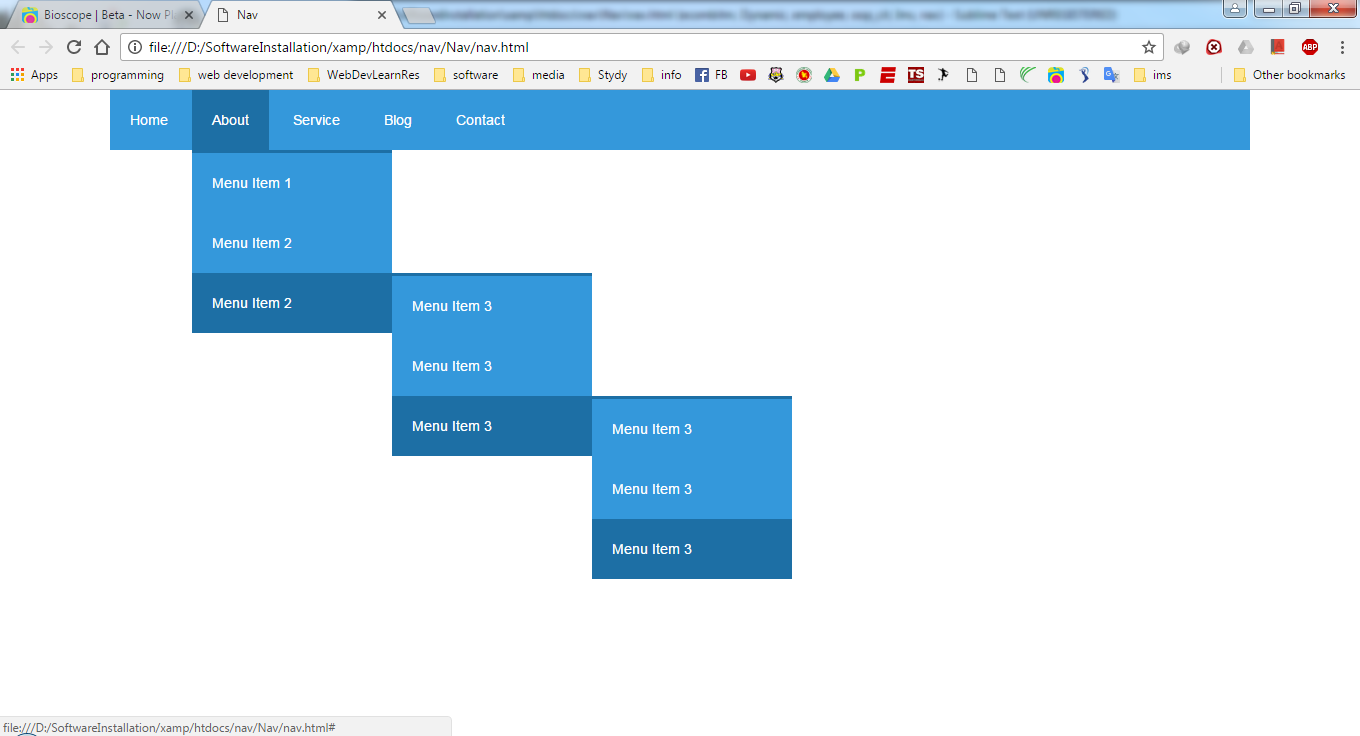 Bioscope | Beta - Now Pl
Nav
file:///D:/SoftwareInstallation/xamp/htdocs/nav/Nav/nav.html
Apps programming web development WebDevLearnRes software media Stydy info FB P E TS ims Other bookmarks
ABP
Home About Service Blog Contact
Menu Item 1
Menu Item 2
Menu Item 2
Menu Item 3
Menu Item 3
Menu Item 3
Menu Item 3
Menu Item 3
Menu Item 3
file:///D:/SoftwareInstallation/xamp/htdocs/nav/Nav/nav.html#